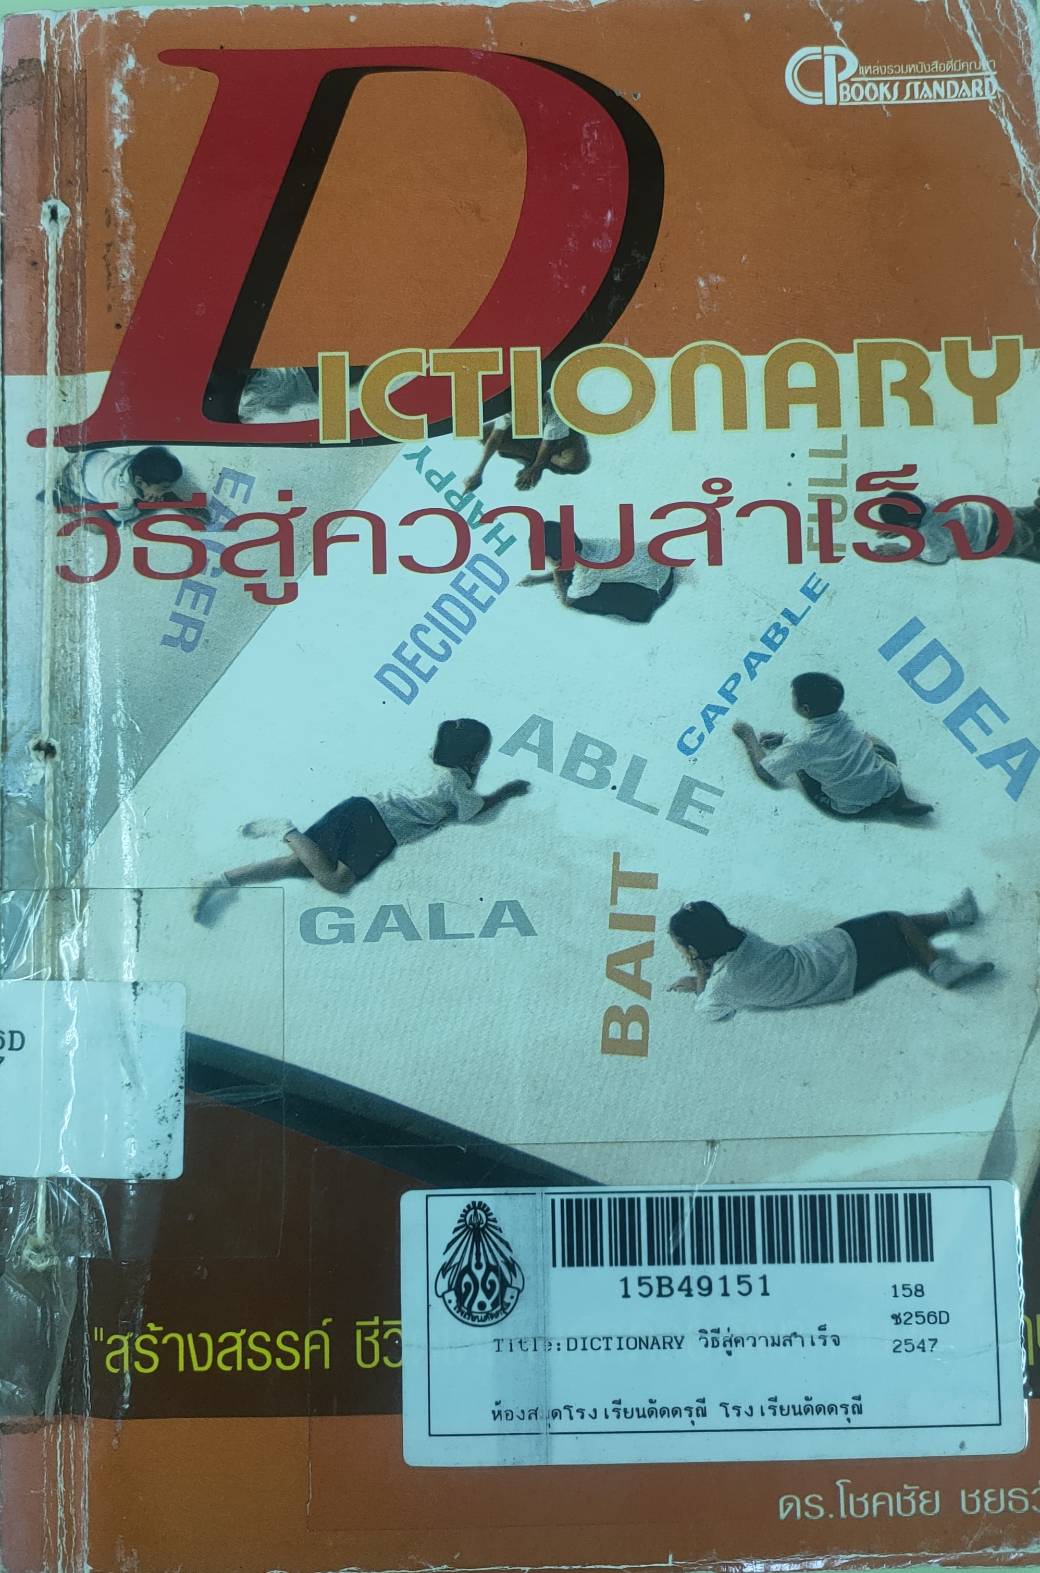 แหล่งรวมหนังสือดีมีคุณค่า
CP BOOKS STANDARD
DICTIONARY
วิธีสู่ความสำเร็จ
EAGER
HAPPY
DECIDED
FULL
CAPABLE
IDEA
ABLE
GALA
BAIT
6D
15B49151
158
ช256D
Title:DICTIONARY วิธีสู่ความสำเร็จ
2547
ห้องสมุดโรงเรียนดัดดรุณี โรงเรียนดัดดรุณี
"สร้างสรรค์ ชีวิ
ดร.โชคชัย ชยธวั